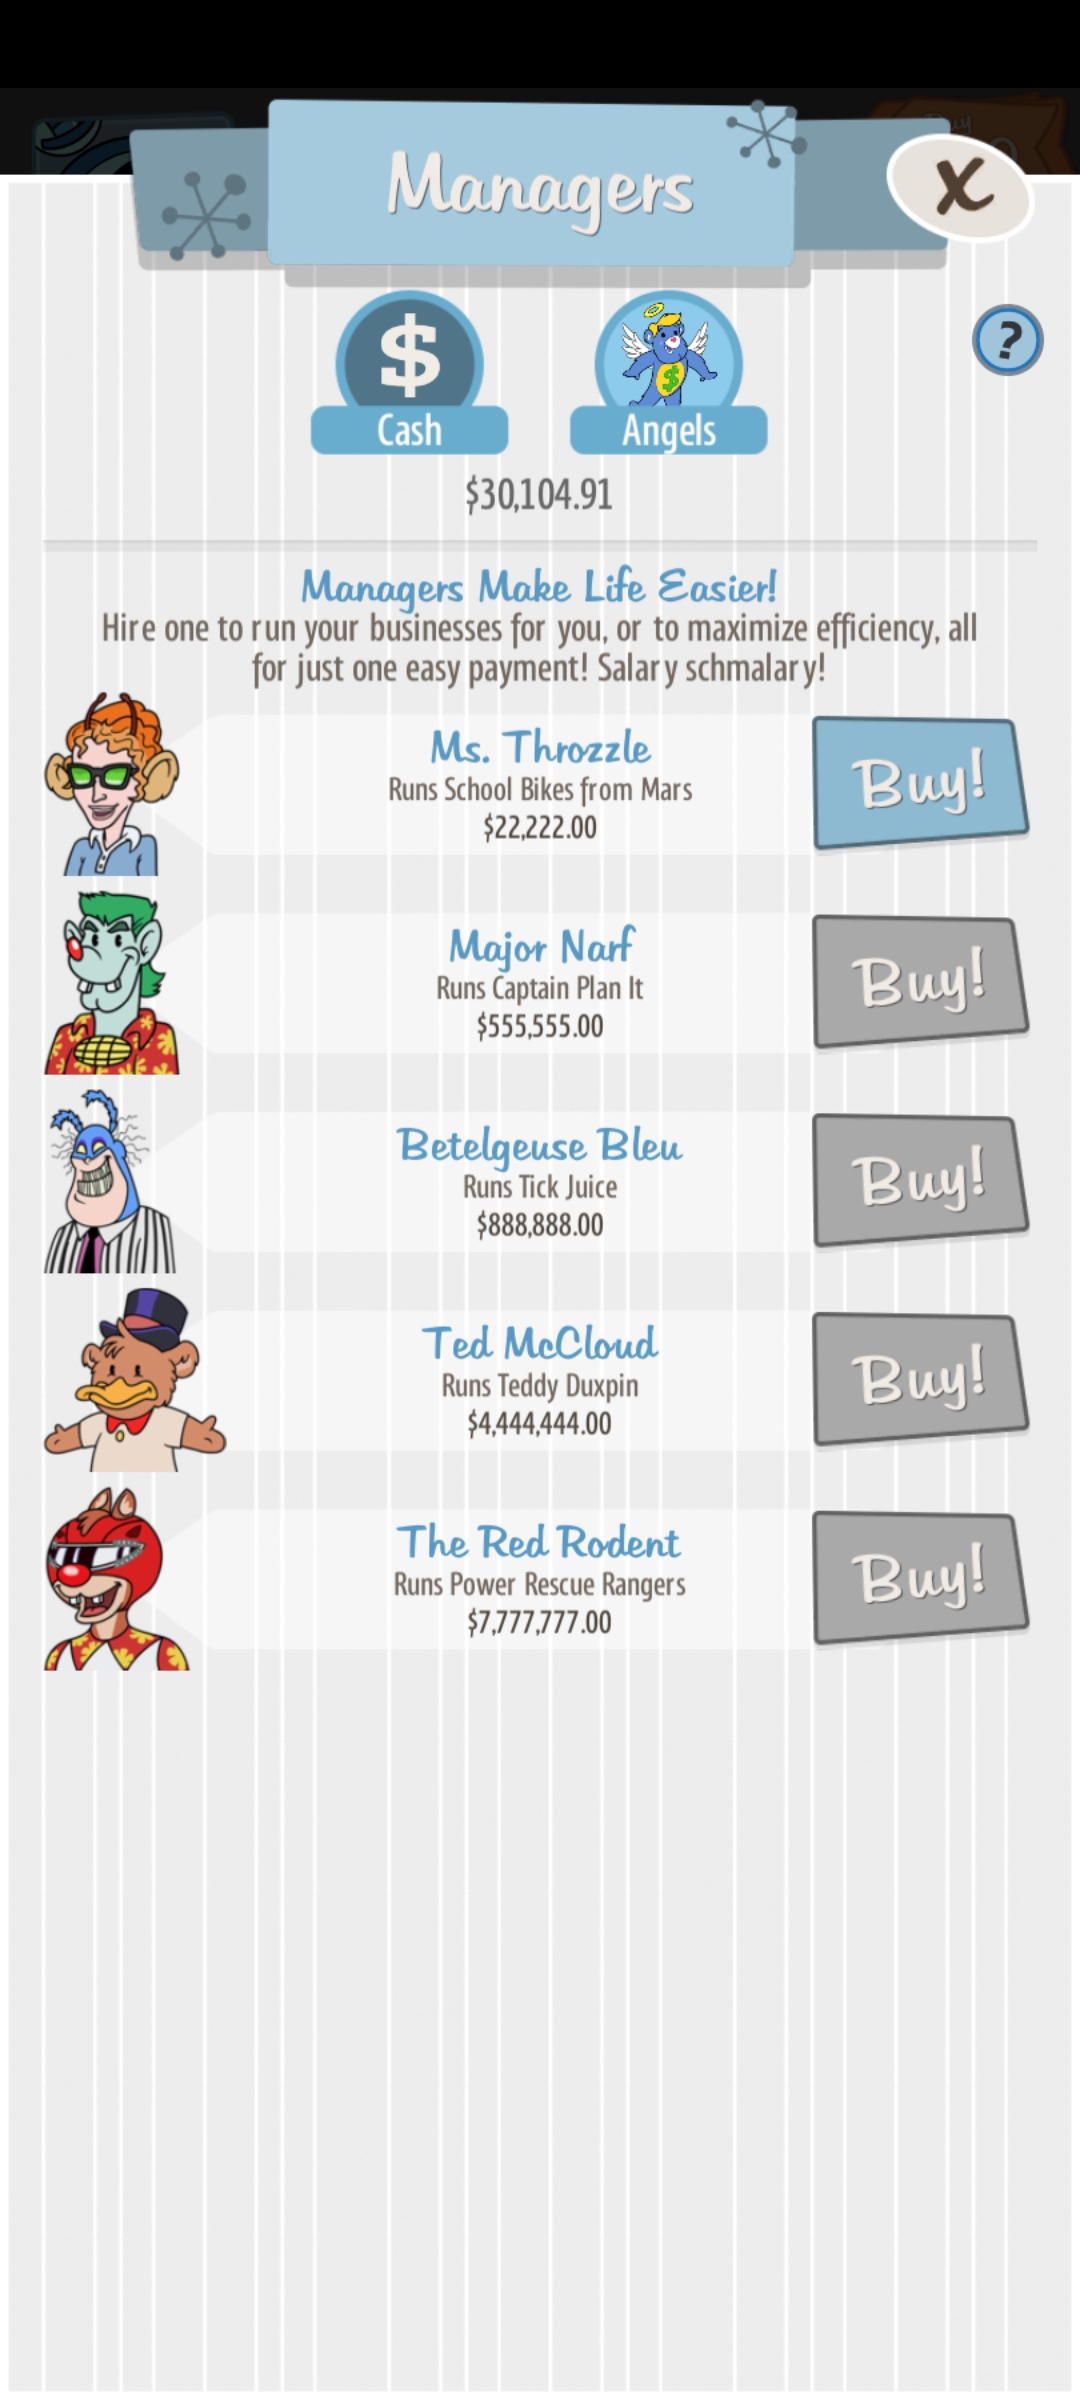 Managers
X
$
Cash
$
Angels
?
$30,104.91
Managers Make Life Easier!
Hire one to run your businesses for you, or to maximize efficiency, all
for just one easy payment! Salary schmalary!
Ms. Throzzle
Runs School Bikes from Mars
$22,222.00
Buy!
Major Narf
Runs Captain Plan It
$555,555.00
Buy!
Betelgeuse Bleu
Runs Tick Juice
$888,888.00
Buy!
Ted McCloud
Runs Teddy Duxpin
$4,444,444.00
Buy!
The Red Rodent
Runs Power Rescue Rangers
$7,777,777.00
Buy!